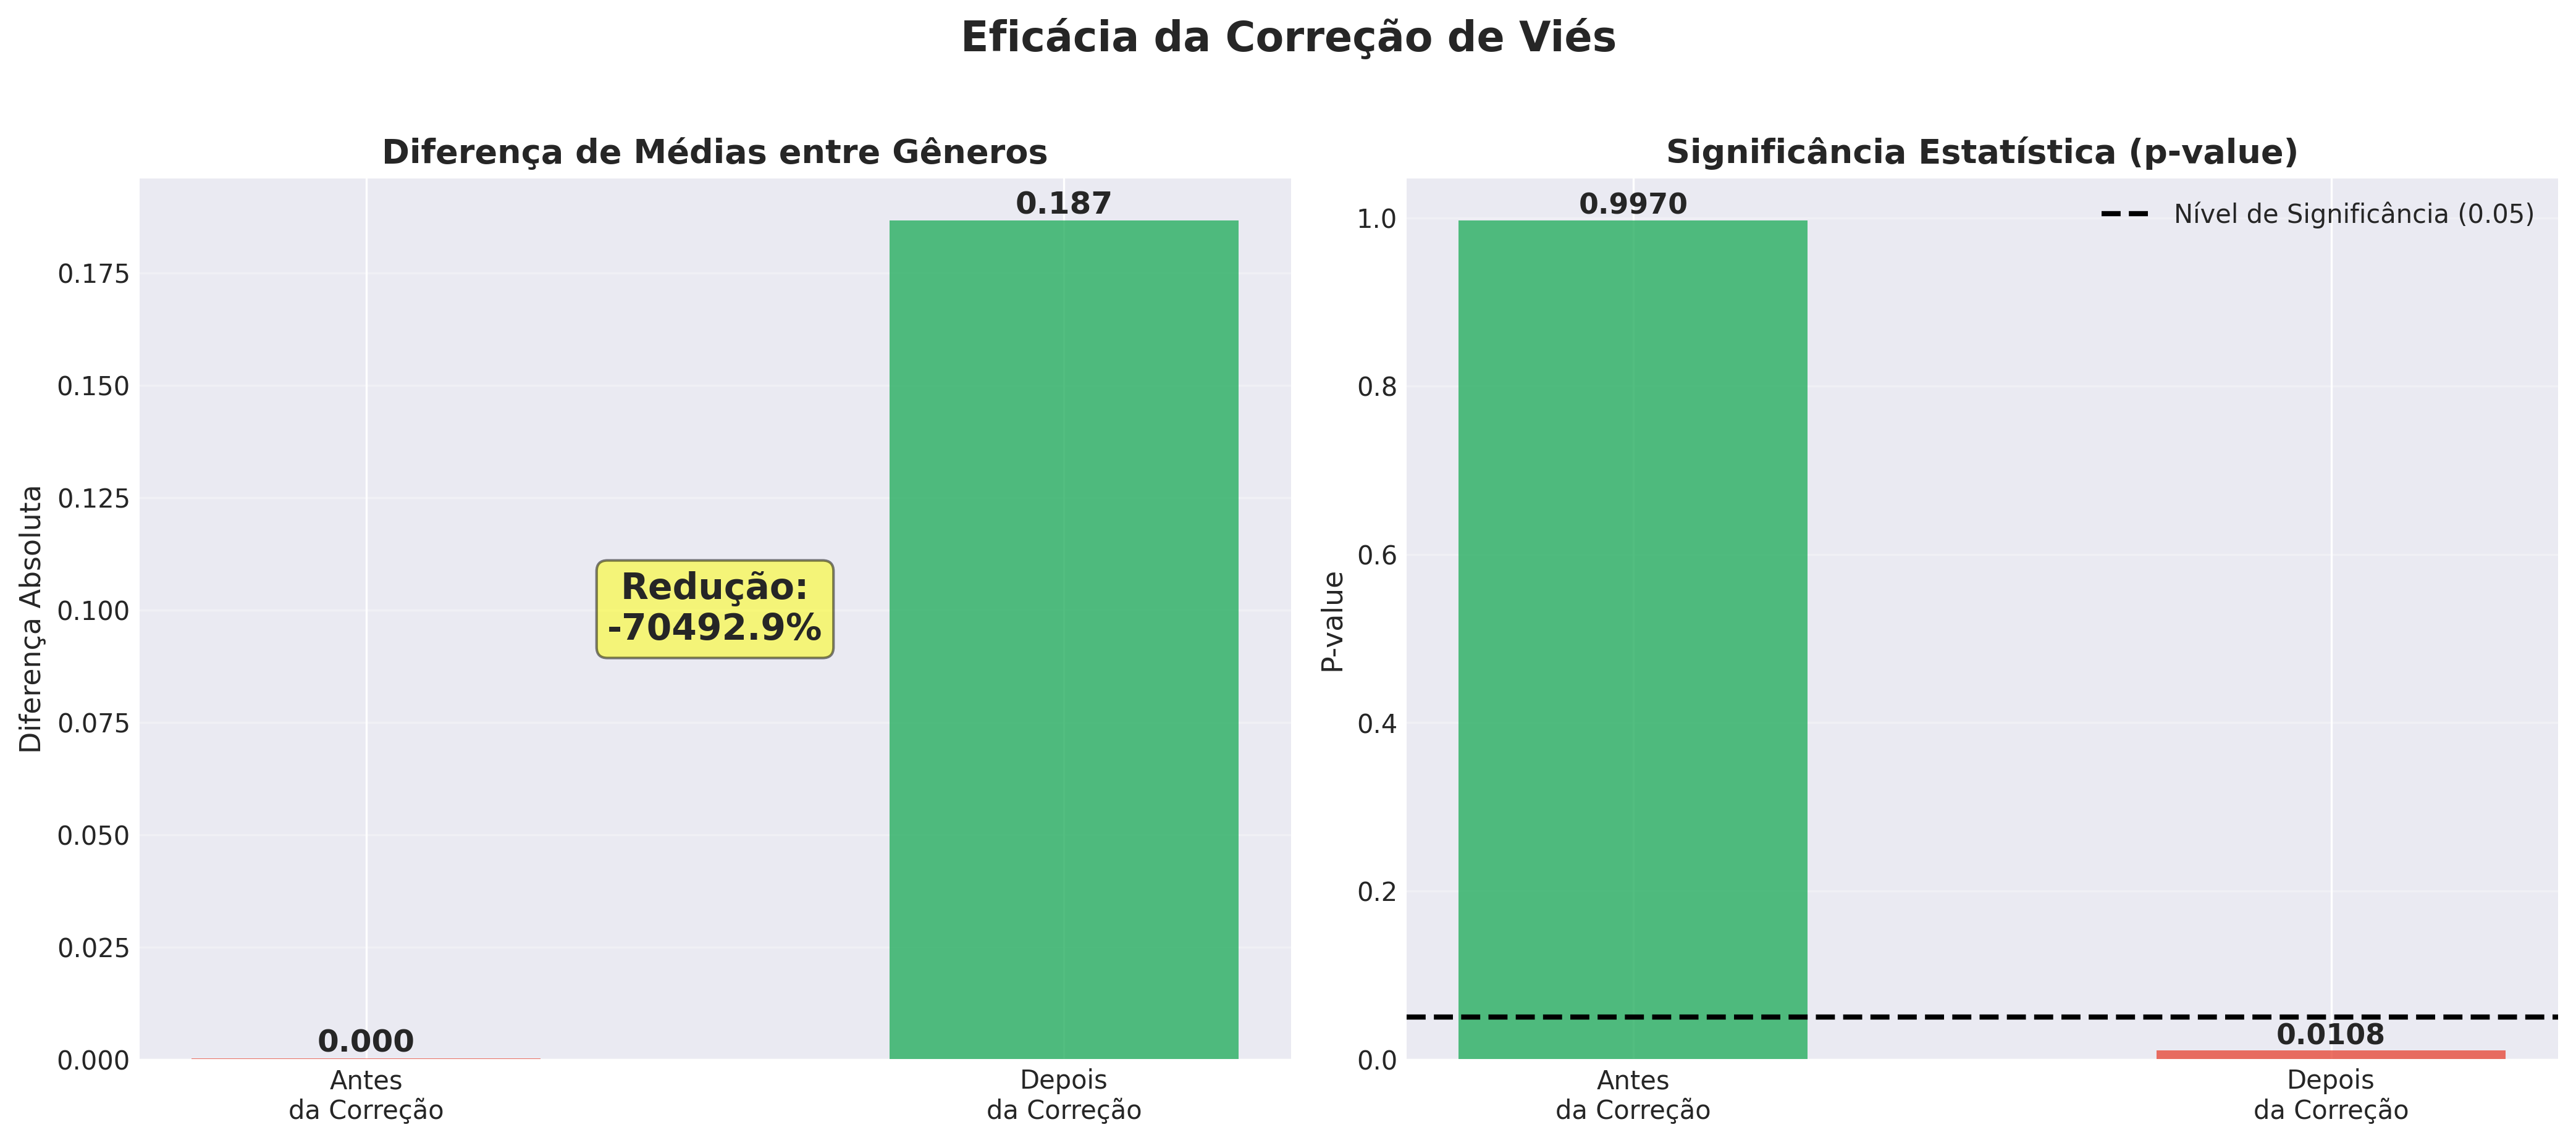 Eficácia da Correção de Viés
Diferença de Médias entre Gêneros
Diferença Absoluta
0.175
0.150
0.125
0.100
0.075
0.050
0.025
0.000
0.187
Redução:
-70492.9%
0.000
Antes
da Correção
Depois
da Correção
Significância Estatística (p-value)
P-value
1.0
0.8
0.6
0.4
0.2
0.0
0.9970
Nível de Significância (0.05)
0.0108
Antes
da Correção
Depois
da Correção